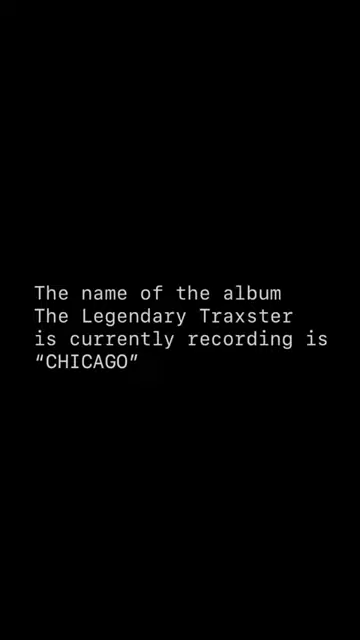 The name of the album
The Legendary Traxster
is currently recording is
“CHICAGO”